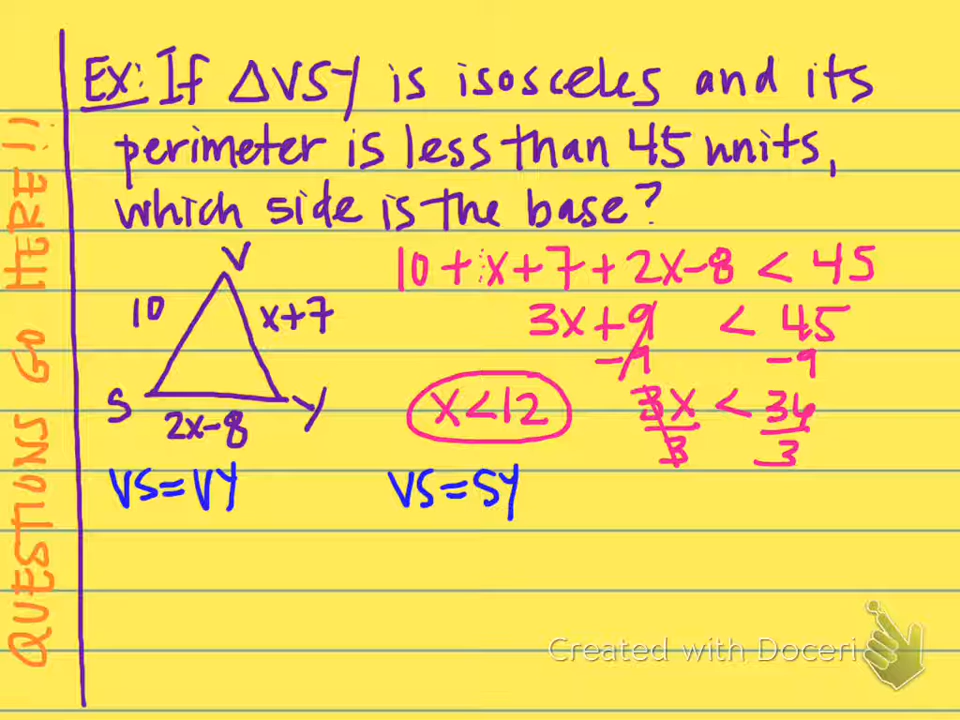 Ex: If △VSY is isosceles and its
perimeter is less than 45 units,
which side is the base?
V
10
x+7
S
Y
2x-8
10 + x + 7 + 2x - 8 < 45
3x + 9 < 45
-9 -9
3x < 36
3 3
x < 12
VS = VY
VS = SY
QUESTIONS GO HERE!!
Created with Doceri